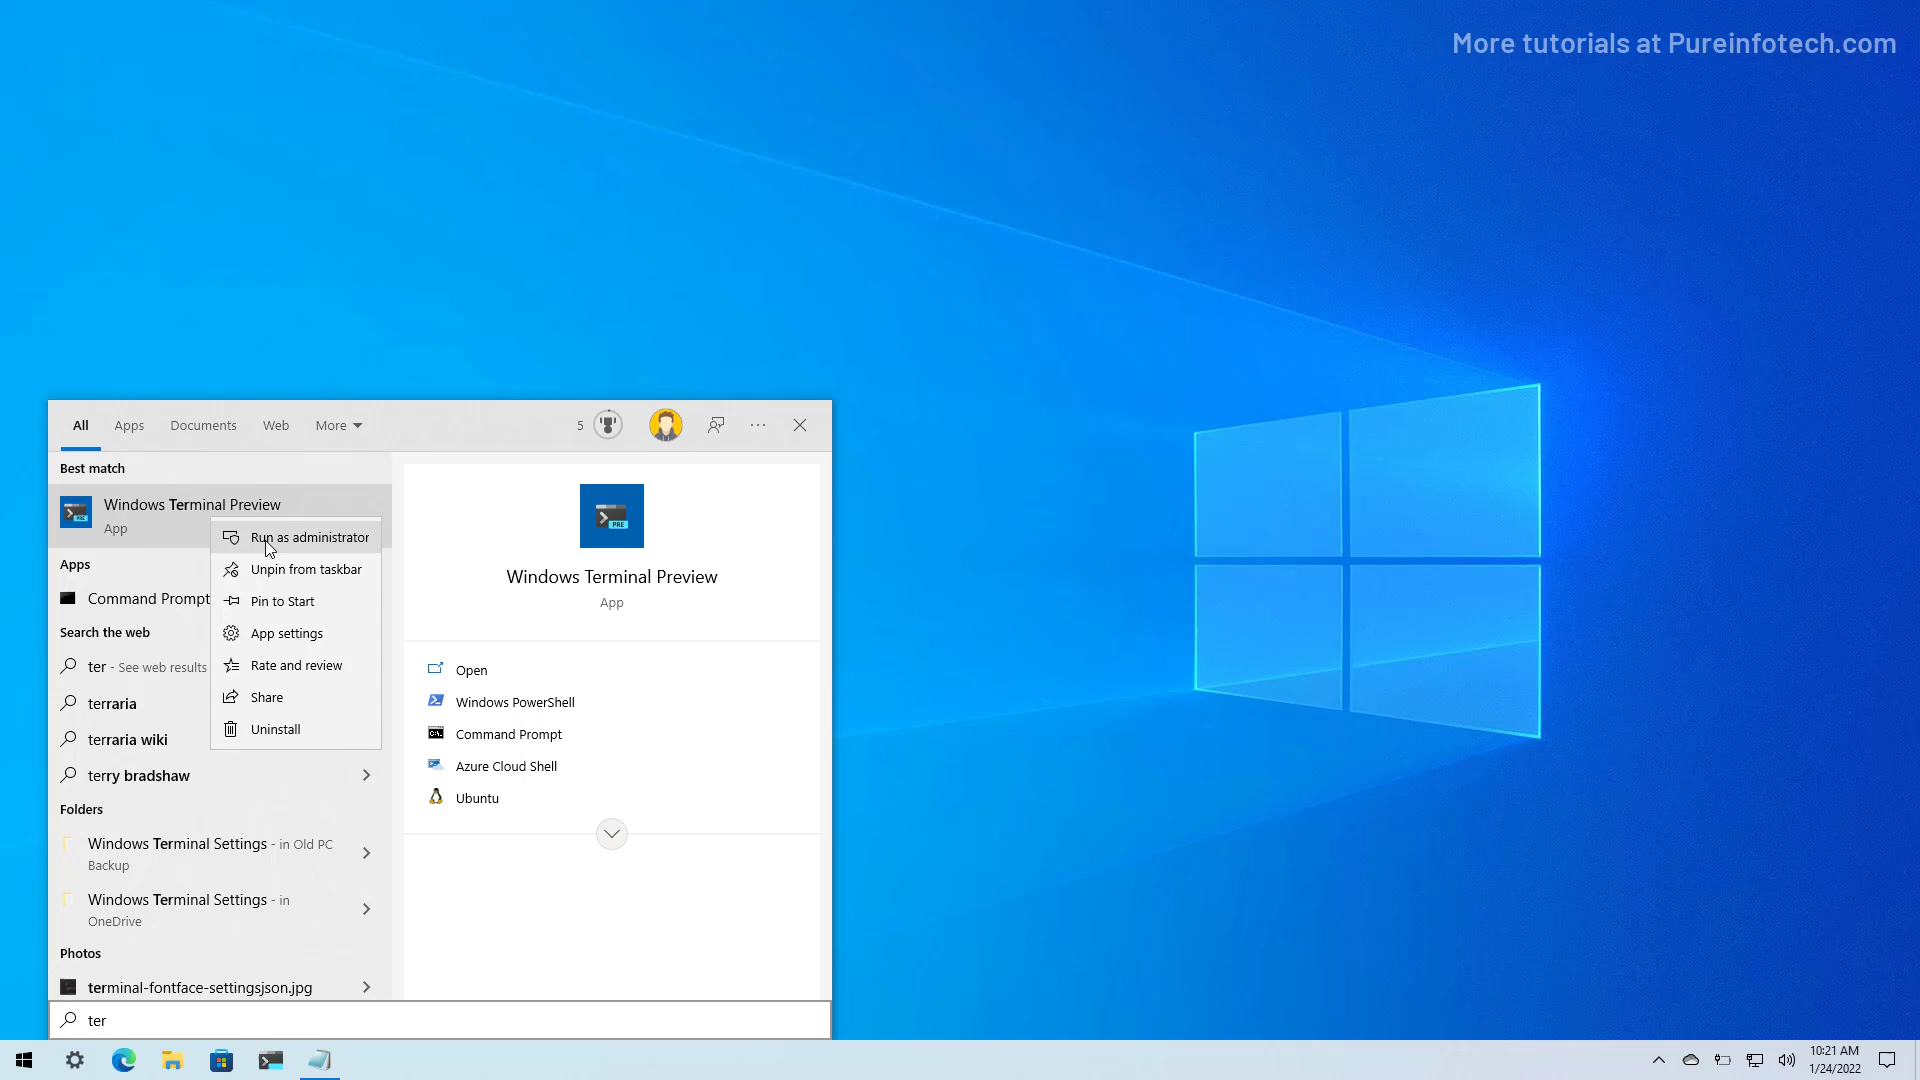 More tutorials at Pureinfotech.com
All Apps Documents Web More 5
Best match
Windows Terminal Preview
App
Run as administrator
Unpin from taskbar
Pin to Start
App settings
Rate and review
Share
Uninstall
Apps
Command Prompt
Search the web
ter - See web results
terraria
terraria wiki
terry bradshaw
Folders
Windows Terminal Settings - in Old PC
Backup
Windows Terminal Settings - in
OneDrive
Photos
terminal-fontface-settingsjson.jpg
PRE
Windows Terminal Preview
App
Open
Windows PowerShell
Command Prompt
Azure Cloud Shell
Ubuntu
ter
10:21 AM
1/24/2022